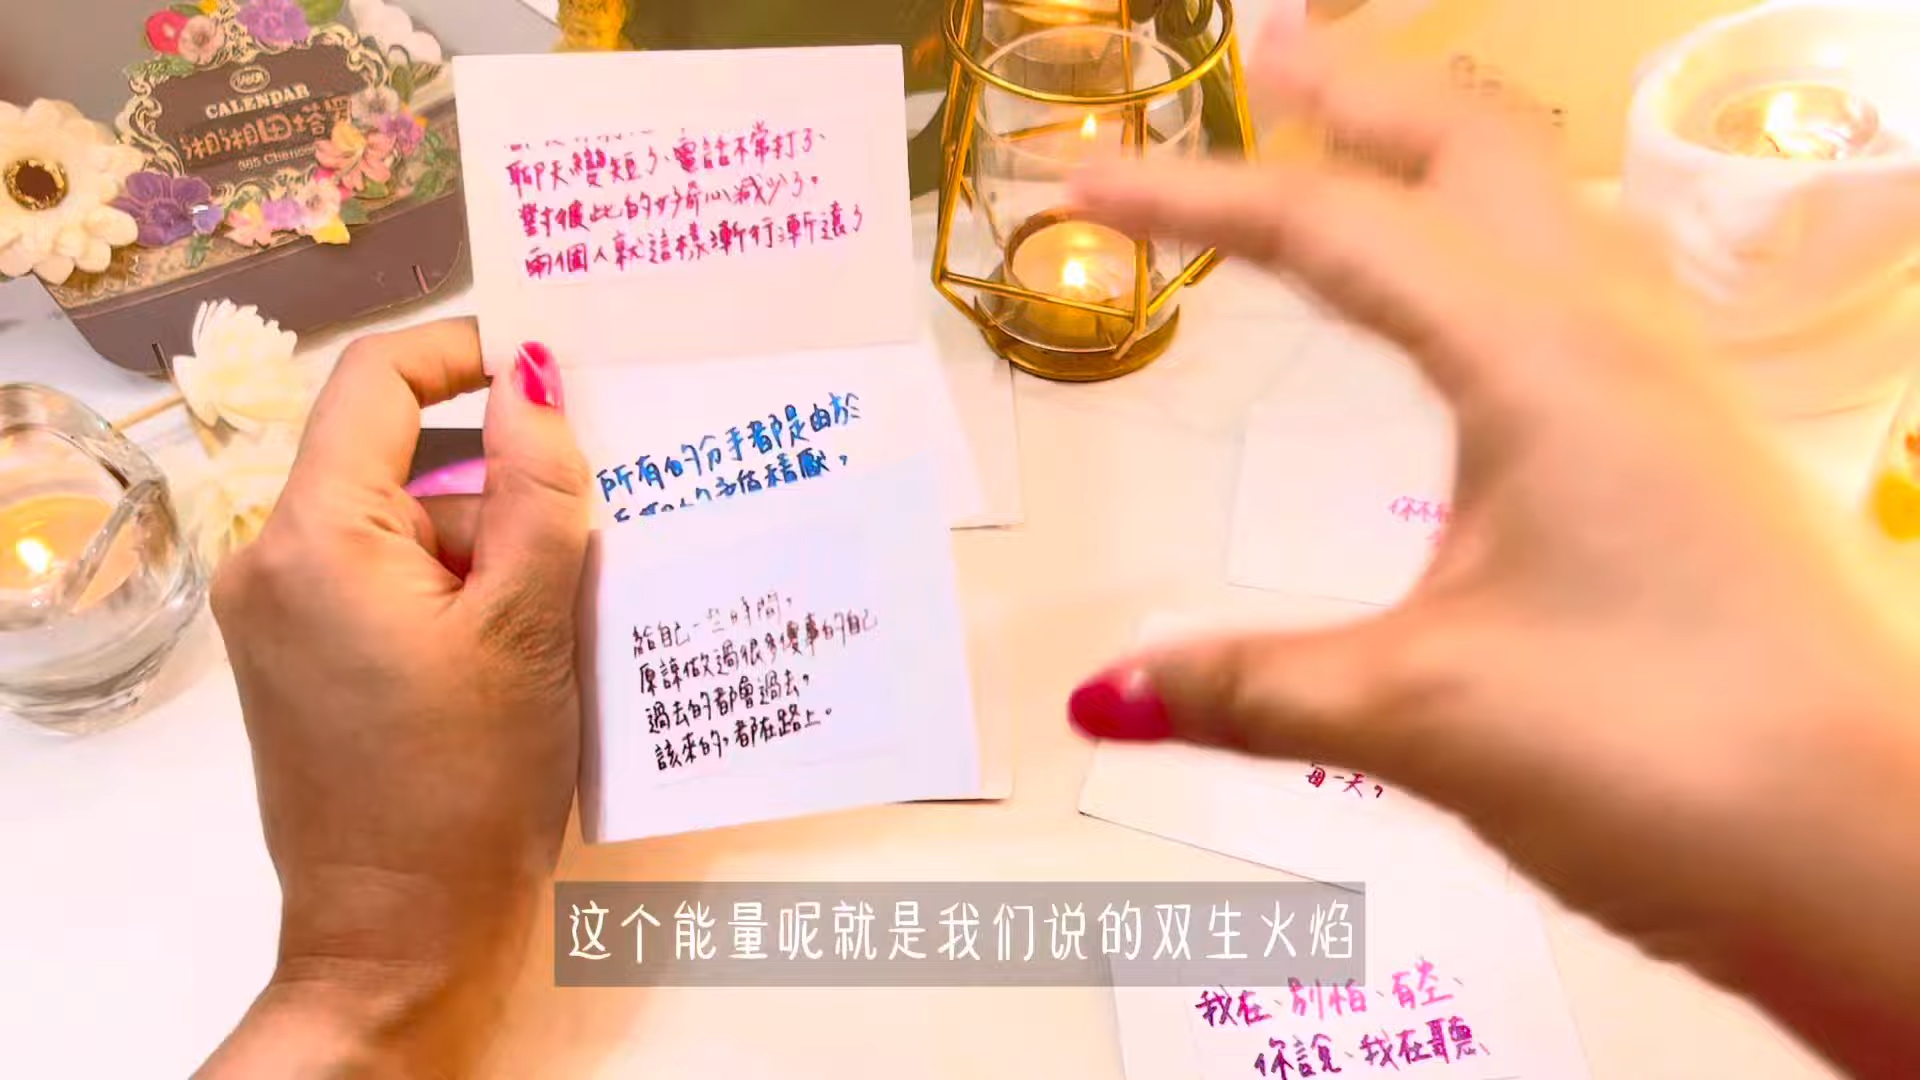 SABON
CALENDAR
湘湘田塔羅
聊天變短了、電話不常打了、
對彼此的好奇心減少了。
兩個人就這樣漸行漸遠了
所有的分手都是由於
給自己一些時間，
原諒做過很多傻事的自己
過去的都會過去，
該來的，都在路上。
你不
每一天，
这个能量呢就是我们说的双生火焰
我在、別怕、有空、
你說、我在聽、